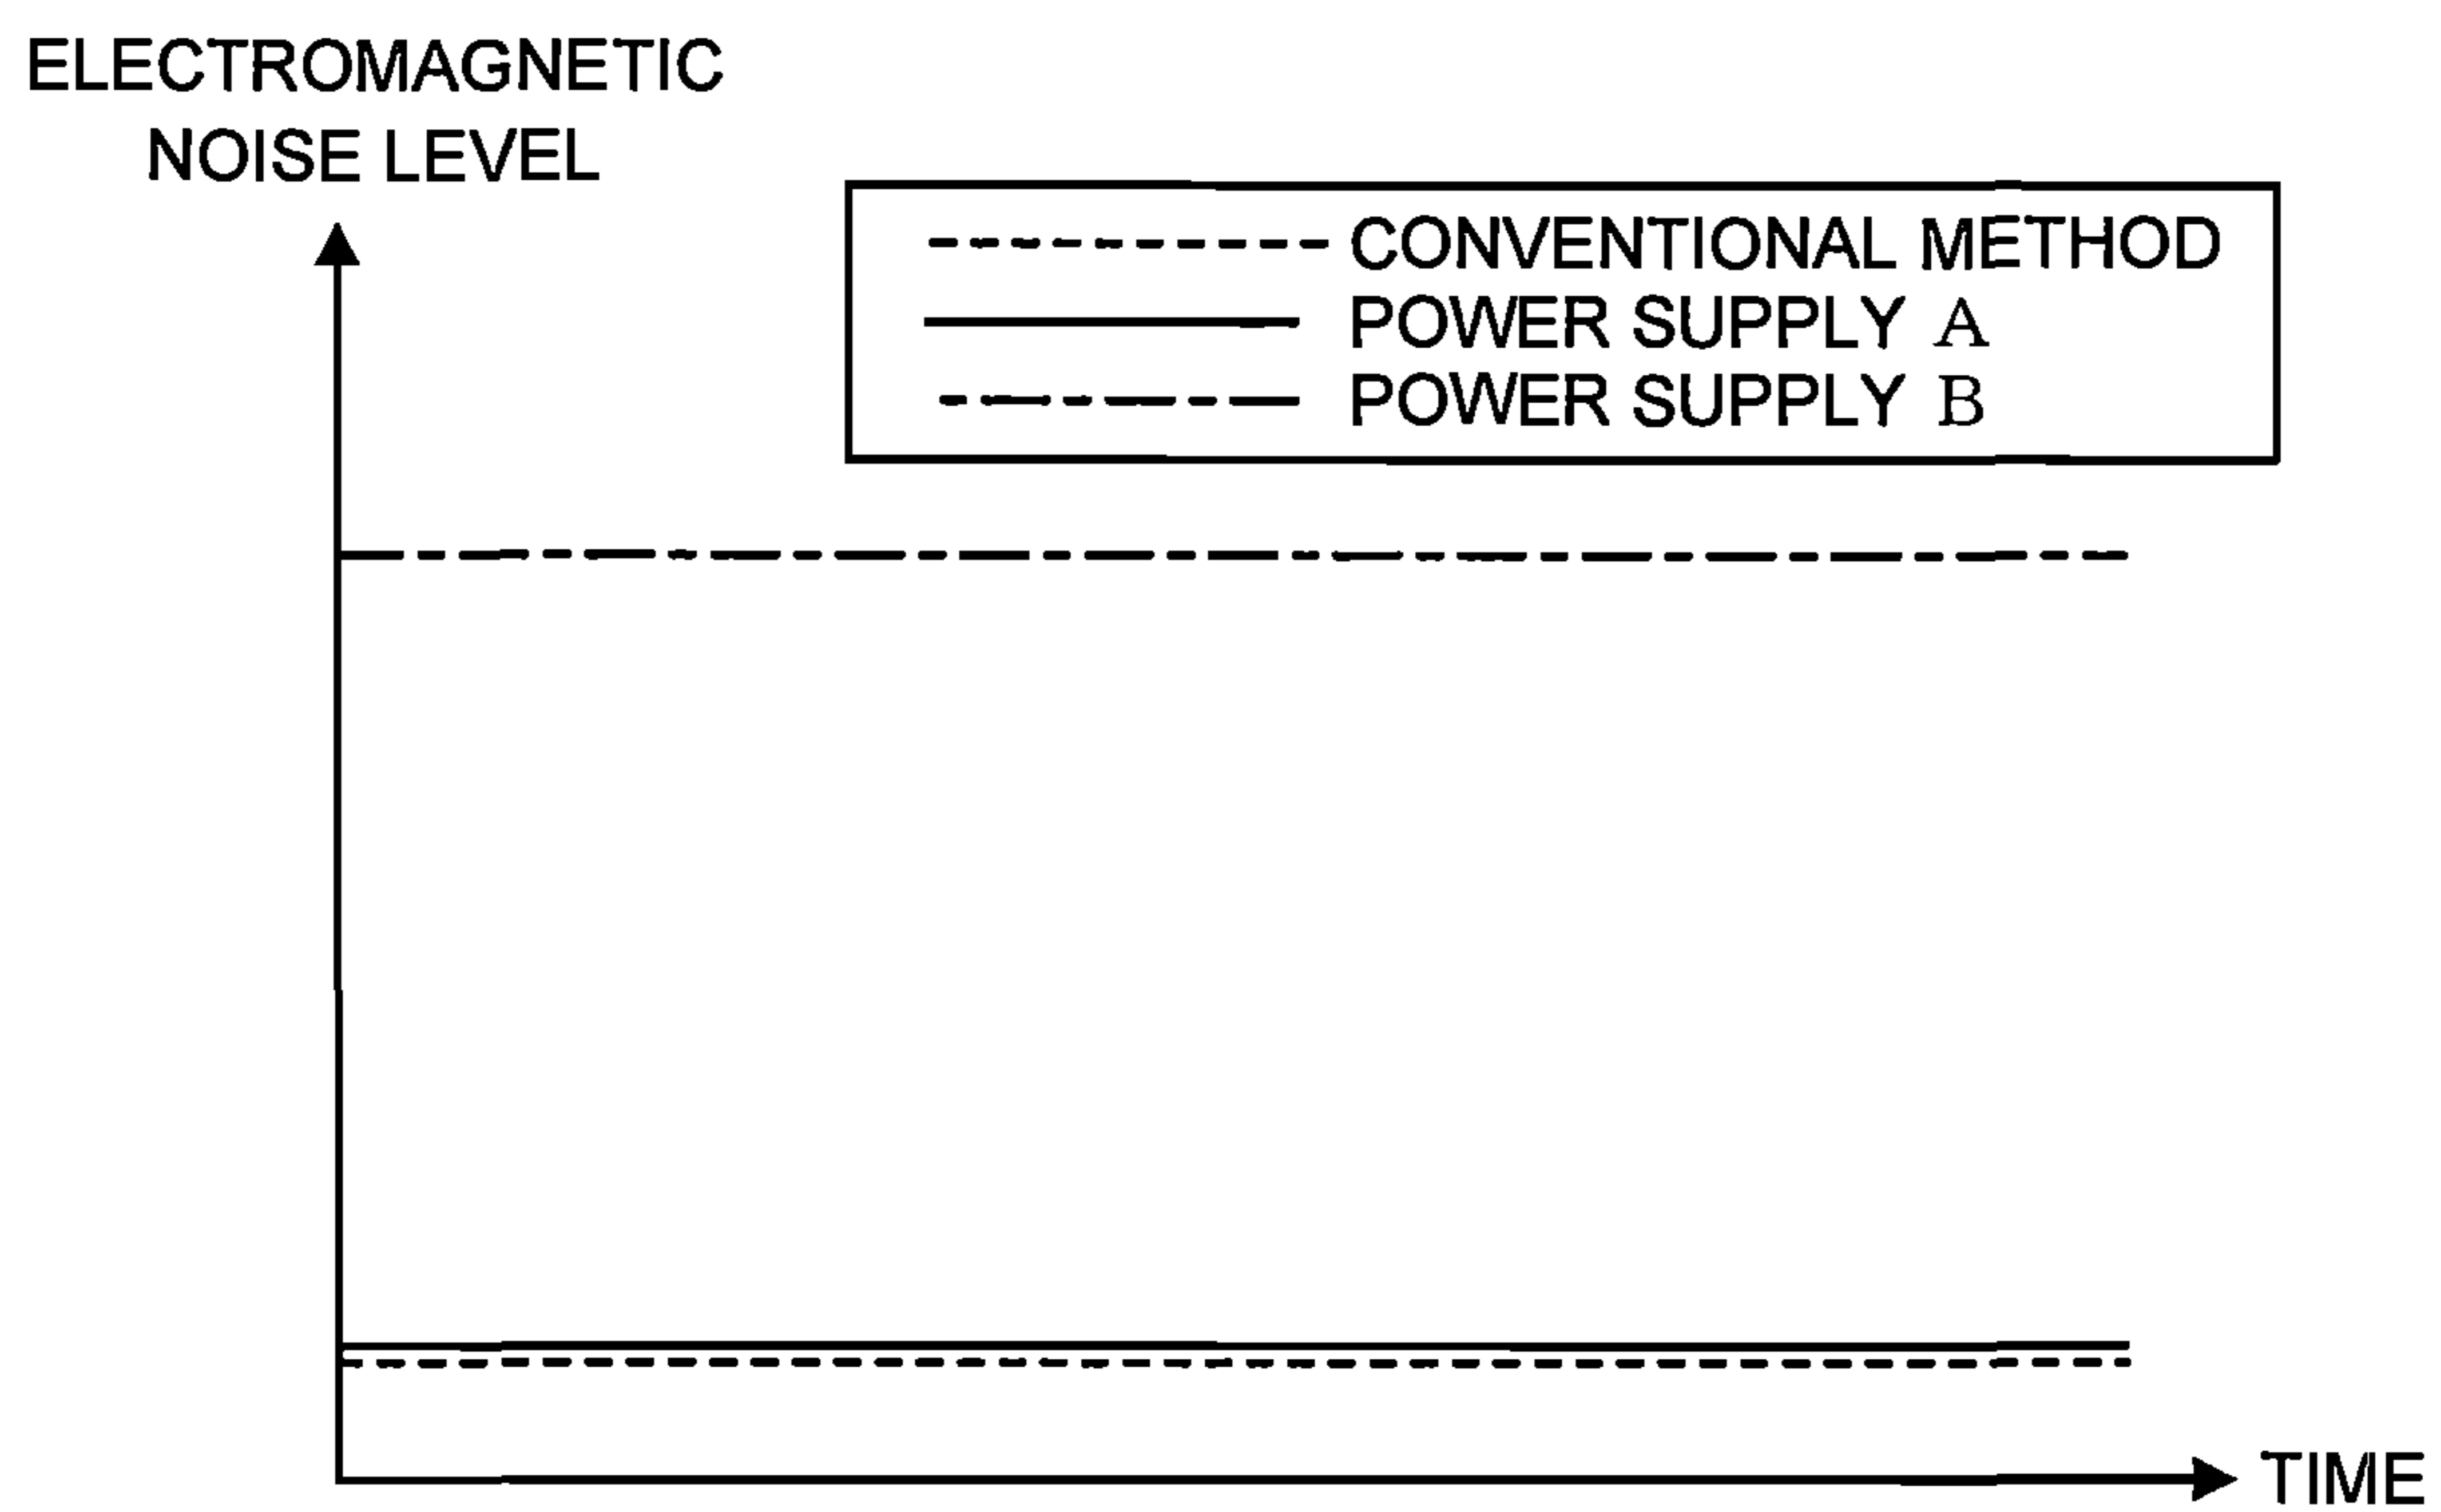 ELECTROMAGNETIC
NOISE LEVEL
CONVENTIONAL METHOD
POWER SUPPLY A
POWER SUPPLY B
TIME